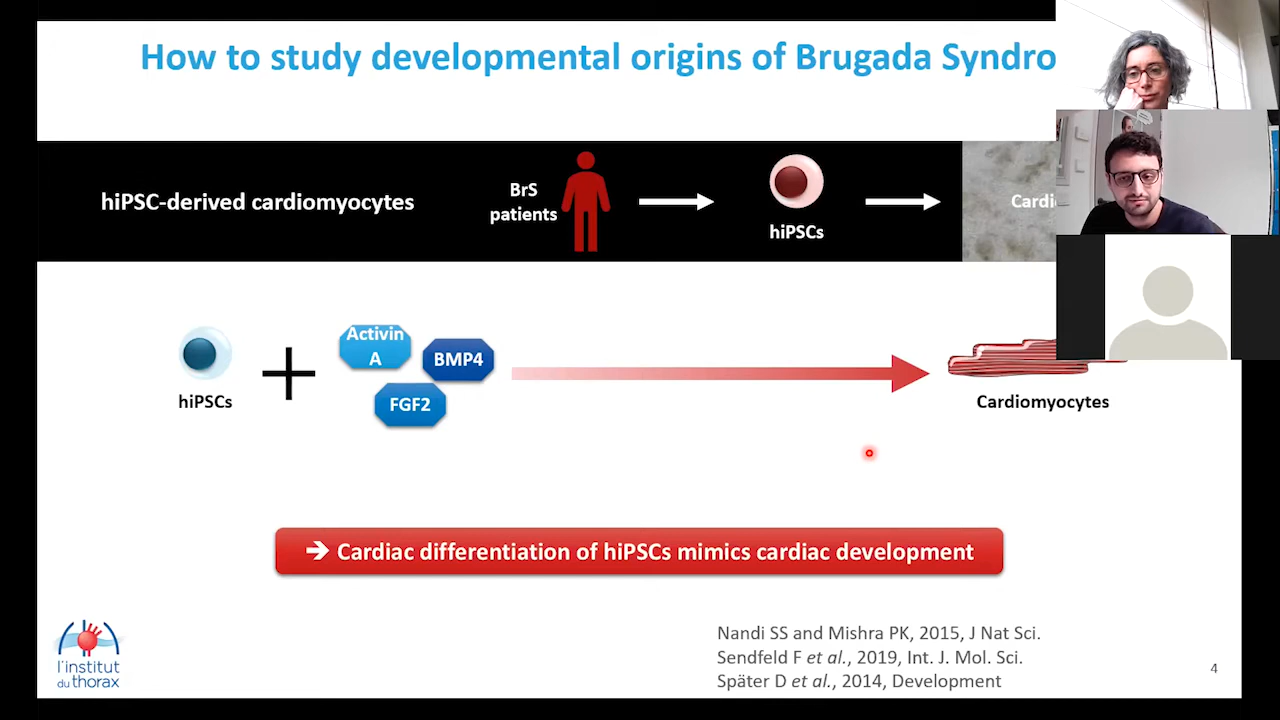 How to study developmental origins of Brugada Syndro
hiPSC-derived cardiomyocytes
BrS
patients
hiPSCs
Cardi
Activin
A
BMP4
FGF2
hiPSCs
Cardiomyocytes
➔ Cardiac differentiation of hiPSCs mimics cardiac development
l'institut
du thorax
Nandi SS and Mishra PK, 2015, J Nat Sci.
Sendfeld F et al., 2019, Int. J. Mol. Sci.
Später D et al., 2014, Development
4